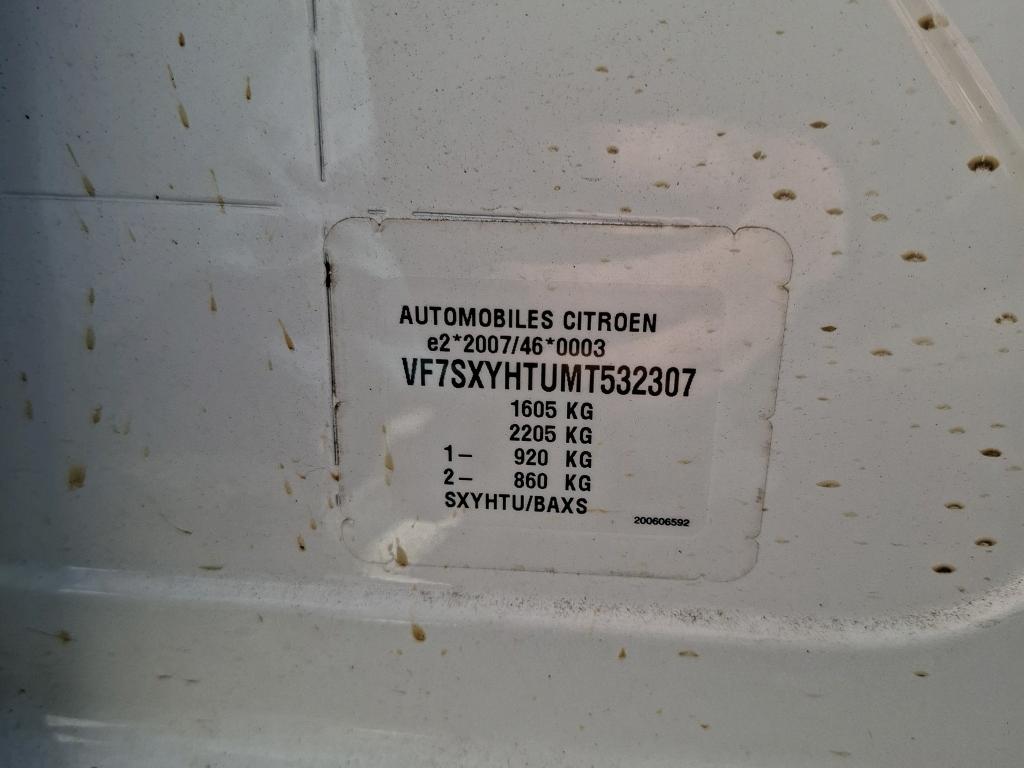 AUTOMOBILES CITROEN
e2*2007/46*0003
VF7SXYHTUMT532307
1605 KG
2205 KG
1– 920 KG
2– 860 KG
SXYHTU/BAXS
200606592